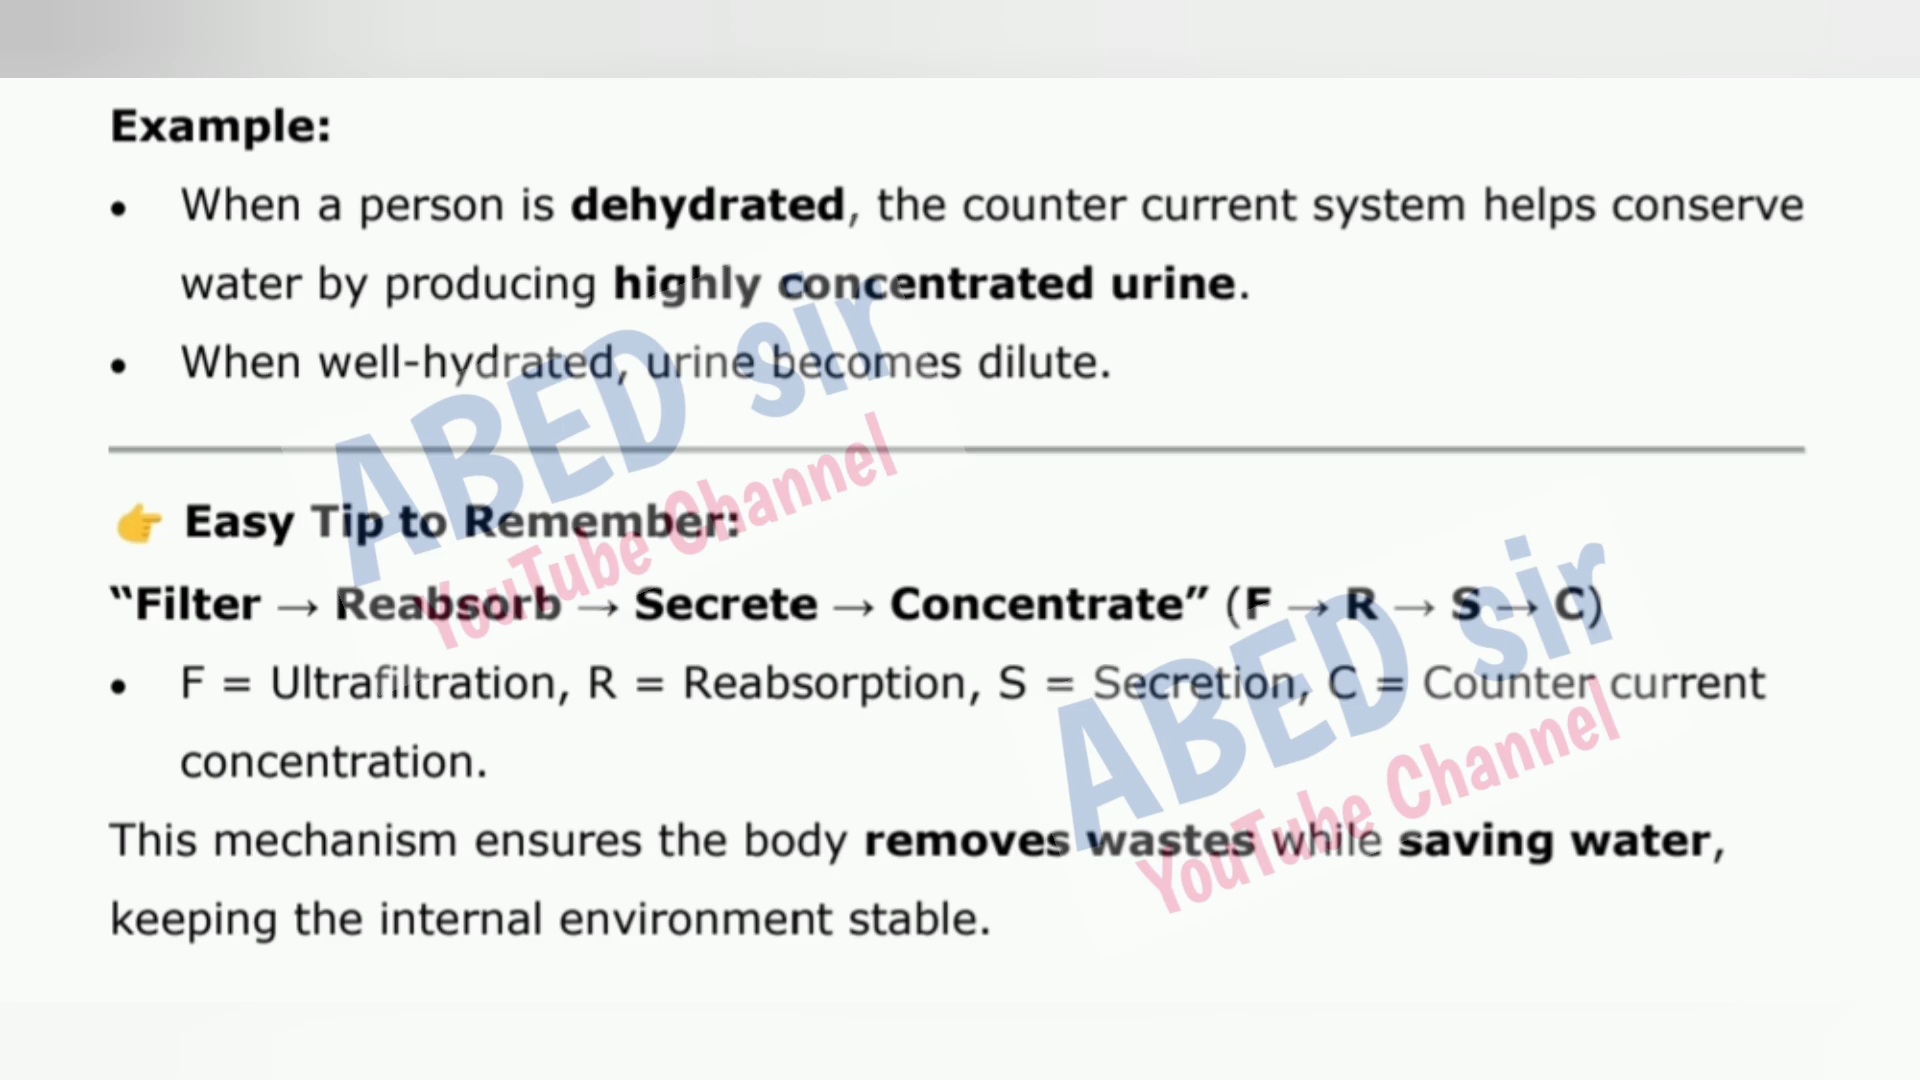 Example:
• When a person is dehydrated, the counter current system helps conserve
water by producing highly concentrated urine.
• When well-hydrated, urine becomes dilute.
👉 Easy Tip to Remember:
“Filter → Reabsorb → Secrete → Concentrate” (F → R → S → C)
• F = Ultrafiltration, R = Reabsorption, S = Secretion, C = Counter current
concentration.
This mechanism ensures the body removes wastes while saving water,
keeping the internal environment stable.
ABED sir
YouTube Channel
ABED sir
YouTube Channel